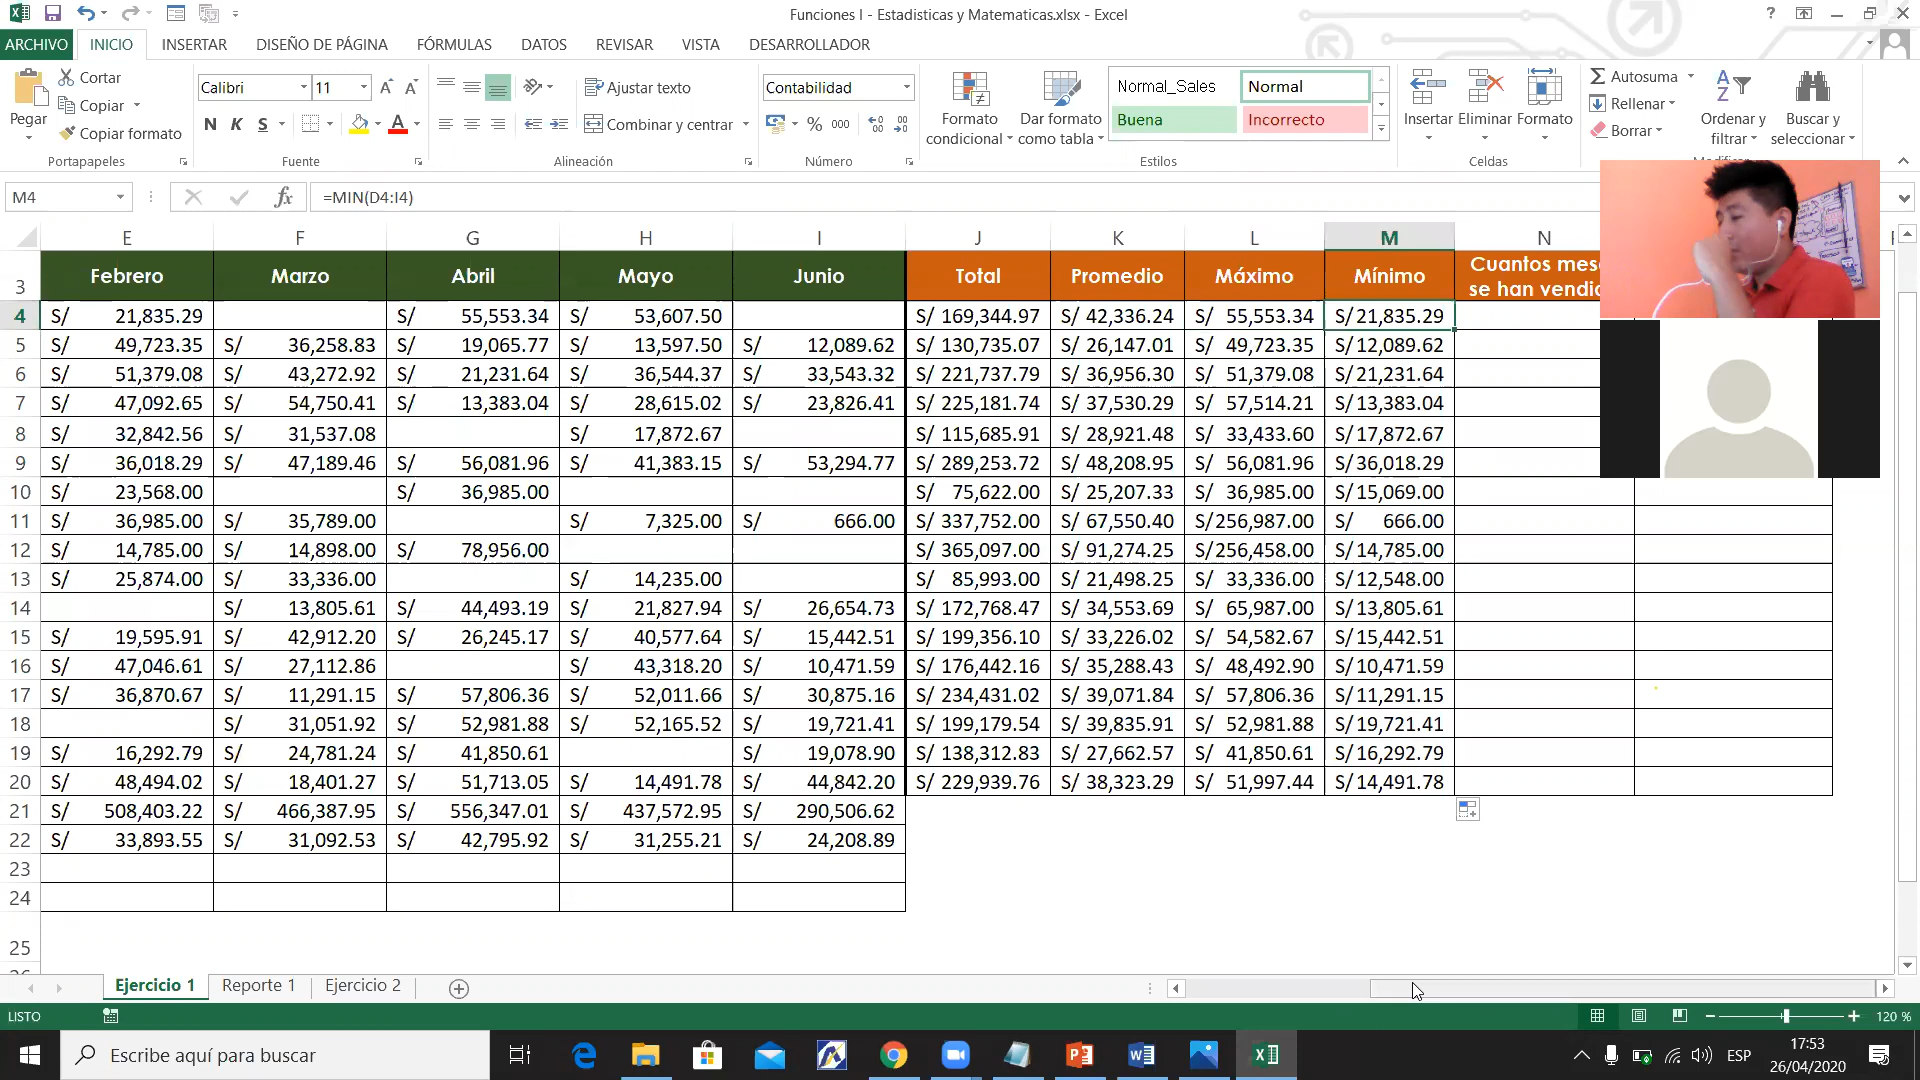 Funciones I - Estadisticas y Matematicas.xlsx - Excel
ARCHIVO INICIO INSERTAR DISEÑO DE PÁGINA FÓRMULAS DATOS REVISAR VISTA DESARROLLADOR
Pegar
Cortar
Copiar
Copiar formato
Portapapeles
Calibri 11
N K S
Fuente
Ajustar texto
Combinar y centrar
Alineación
Contabilidad
% 000
Número
Formato condicional
Dar formato como tabla
Normal_Sales Normal
Buena Incorrecto
Estilos
Insertar Eliminar Formato
Celdas
Autosuma
Rellenar
Borrar
Ordenar y filtrar
Buscar y seleccionar
M4 fx =MIN(D4:I4)
E F G H I J K L M N
3 Febrero Marzo Abril Mayo Junio Total Promedio Máximo Mínimo Cuantos
se han
4 S/ 21,835.29 S/ 55,553.34 S/ 53,607.50 S/ 169,344.97 S/ 42,336.24 S/ 55,553.34 S/ 21,835.29
5 S/ 49,723.35 S/ 36,258.83 S/ 19,065.77 S/ 13,597.50 S/ 12,089.62 S/ 130,735.07 S/ 26,147.01 S/ 49,723.35 S/ 12,089.62
6 S/ 51,379.08 S/ 43,272.92 S/ 21,231.64 S/ 36,544.37 S/ 33,543.32 S/ 221,737.79 S/ 36,956.30 S/ 51,379.08 S/ 21,231.64
7 S/ 47,092.65 S/ 54,750.41 S/ 13,383.04 S/ 28,615.02 S/ 23,826.41 S/ 225,181.74 S/ 37,530.29 S/ 57,514.21 S/ 13,383.04
8 S/ 32,842.56 S/ 31,537.08 S/ 17,872.67 S/ 115,685.91 S/ 28,921.48 S/ 33,433.60 S/ 17,872.67
9 S/ 36,018.29 S/ 47,189.46 S/ 56,081.96 S/ 41,383.15 S/ 53,294.77 S/ 289,253.72 S/ 48,208.95 S/ 56,081.96 S/ 36,018.29
10 S/ 23,568.00 S/ 36,985.00 S/ 75,622.00 S/ 25,207.33 S/ 36,985.00 S/ 15,069.00
11 S/ 36,985.00 S/ 35,789.00 S/ 7,325.00 S/ 666.00 S/ 337,752.00 S/ 67,550.40 S/ 256,987.00 S/ 666.00
12 S/ 14,785.00 S/ 14,898.00 S/ 78,956.00 S/ 365,097.00 S/ 91,274.25 S/ 256,458.00 S/ 14,785.00
13 S/ 25,874.00 S/ 33,336.00 S/ 14,235.00 S/ 85,993.00 S/ 21,498.25 S/ 33,336.00 S/ 12,548.00
14 S/ 13,805.61 S/ 44,493.19 S/ 21,827.94 S/ 26,654.73 S/ 172,768.47 S/ 34,553.69 S/ 65,987.00 S/ 13,805.61
15 S/ 19,595.91 S/ 42,912.20 S/ 26,245.17 S/ 40,577.64 S/ 15,442.51 S/ 199,356.10 S/ 33,226.02 S/ 54,582.67 S/ 15,442.51
16 S/ 47,046.61 S/ 27,112.86 S/ 43,318.20 S/ 10,471.59 S/ 176,442.16 S/ 35,288.43 S/ 48,492.90 S/ 10,471.59
17 S/ 36,870.67 S/ 11,291.15 S/ 57,806.36 S/ 52,011.66 S/ 30,875.16 S/ 234,431.02 S/ 39,071.84 S/ 57,806.36 S/ 11,291.15
18 S/ 31,051.92 S/ 52,981.88 S/ 52,165.52 S/ 19,721.41 S/ 199,179.54 S/ 39,835.91 S/ 52,981.88 S/ 19,721.41
19 S/ 16,292.79 S/ 24,781.24 S/ 41,850.61 S/ 19,078.90 S/ 138,312.83 S/ 27,662.57 S/ 41,850.61 S/ 16,292.79
20 S/ 48,494.02 S/ 18,401.27 S/ 51,713.05 S/ 14,491.78 S/ 44,842.20 S/ 229,939.76 S/ 38,323.29 S/ 51,997.44 S/ 14,491.78
21 S/ 508,403.22 S/ 466,387.95 S/ 556,347.01 S/ 437,572.95 S/ 290,506.62
22 S/ 33,893.55 S/ 31,092.53 S/ 42,795.92 S/ 31,255.21 S/ 24,208.89
23
24
25
Ejercicio 1 Reporte 1 Ejercicio 2
LISTO 120 %
Escribe aquí para buscar
ESP
17:53
26/04/2020